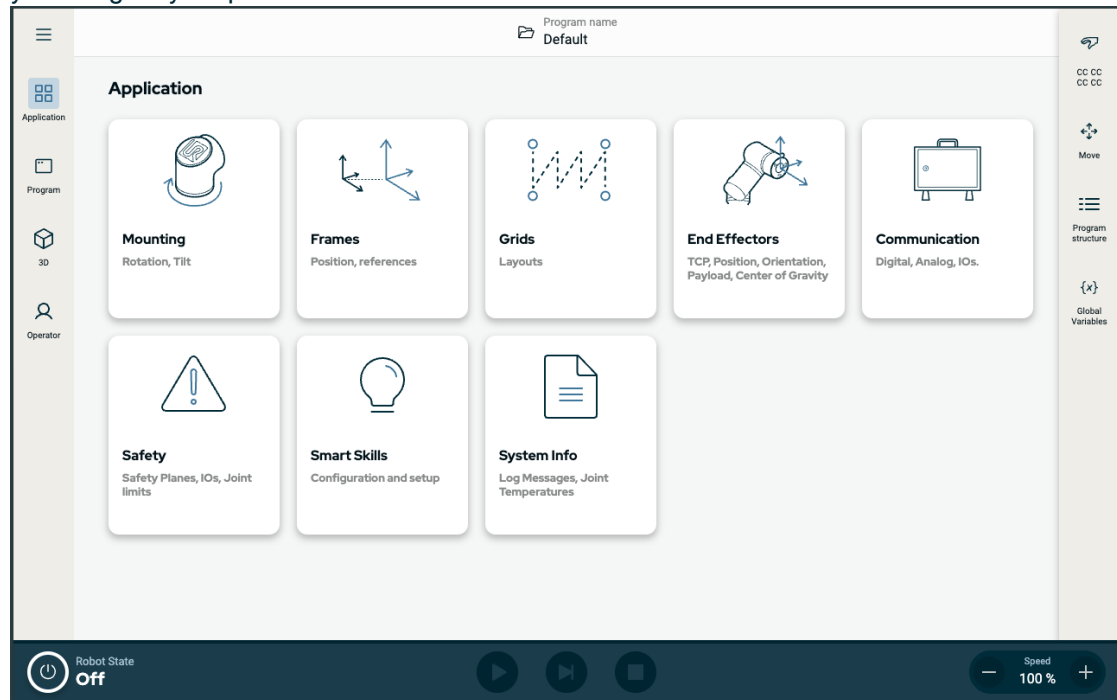 Program name
Default
Application
Application
Program
3D
Operator
Mounting
Rotation, Tilt
Frames
Position, references
Grids
Layouts
End Effectors
TCP, Position, Orientation,
Payload, Center of Gravity
Communication
Digital, Analog, IOs.
Safety
Safety Planes, IOs, Joint
limits
Smart Skills
Configuration and setup
System Info
Log Messages, Joint
Temperatures
CC CC
CC CC
Move
Program
structure
{x}
Global
Variables
Robot State
Off
Speed
100 %